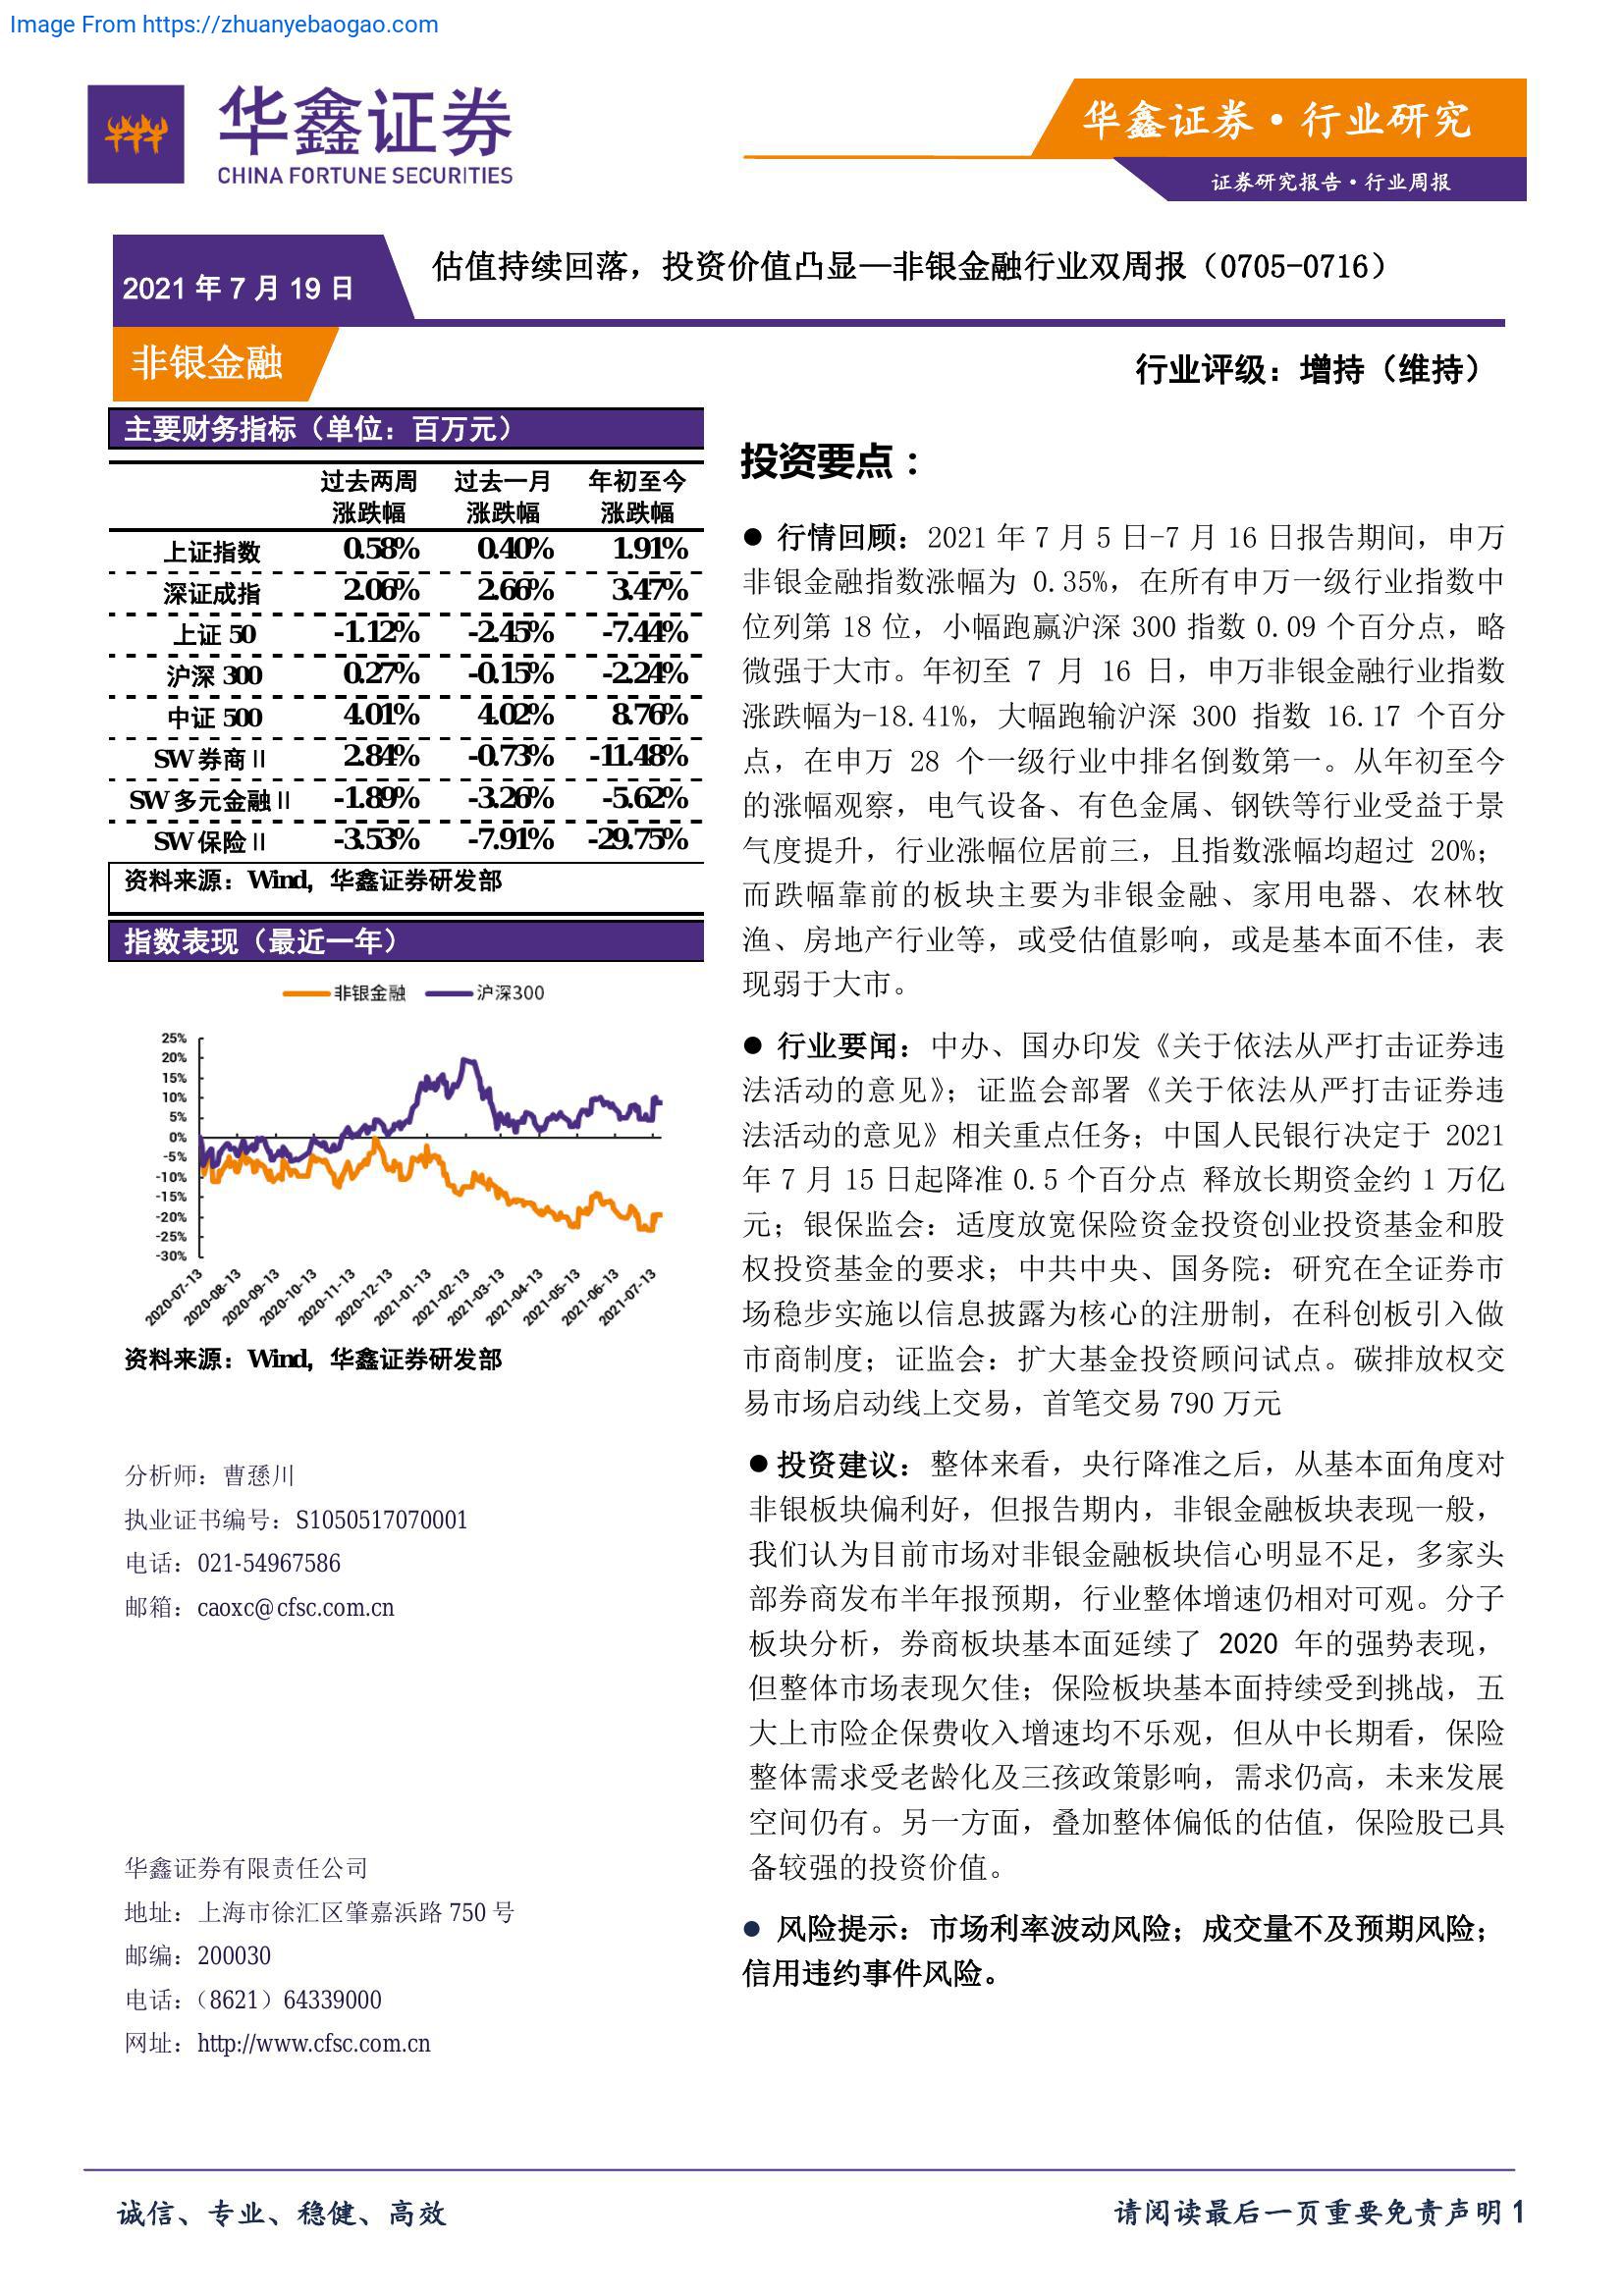 Image From https://zhuanyebaogao.com
华鑫证券
CHINA FORTUNE SECURITIES
华鑫证券·行业研究
证券研究报告·行业周报
2021 年 7 月 19 日
估值持续回落，投资价值凸显—非银金融行业双周报（0705-0716）
非银金融
行业评级：增持（维持）
主要财务指标（单位：百万元）
过去两周 过去一月 年初至今
涨跌幅 涨跌幅 涨跌幅
上证指数 0.58% 0.40% 1.91%
深证成指 2.06% 2.66% 3.47%
上证 50 -1.12% -2.45% -7.44%
沪深 300 0.27% -0.15% -2.24%
中证 500 4.01% 4.02% 8.76%
SW 券商Ⅱ 2.84% -0.73% -11.48%
SW 多元金融Ⅱ -1.89% -3.26% -5.62%
SW 保险Ⅱ -3.53% -7.91% -29.75%
资料来源：Wind，华鑫证券研发部
指数表现（最近一年）
非银金融 沪深300
25%
20%
15%
10%
5%
0%
-5%
-10%
-15%
-20%
-25%
-30%
2020-07-13 2020-08-13 2020-09-13 2020-10-13 2020-11-13 2020-12-13 2021-01-13 2021-02-13 2021-03-13 2021-04-13 2021-05-13 2021-06-13 2021-07-13
资料来源：Wind，华鑫证券研发部
分析师：曹慻川
执业证书编号：S1050517070001
电话：021-54967586
邮箱：caoxc@cfsc.com.cn
华鑫证券有限责任公司
地址：上海市徐汇区肇嘉浜路 750 号
邮编：200030
电话：（8621）64339000
网址：http://www.cfsc.com.cn
投资要点：
● 行情回顾：2021 年 7 月 5 日-7 月 16 日报告期间，申万
非银金融指数涨幅为 0.35%，在所有申万一级行业指数中
位列第 18 位，小幅跑赢沪深 300 指数 0.09 个百分点，略
微强于大市。年初至 7 月 16 日，申万非银金融行业指数
涨跌幅为-18.41%，大幅跑输沪深 300 指数 16.17 个百分
点，在申万 28 个一级行业中排名倒数第一。从年初至今
的涨幅观察，电气设备、有色金属、钢铁等行业受益于景
气度提升，行业涨幅位居前三，且指数涨幅均超过 20%；
而跌幅靠前的板块主要为非银金融、家用电器、农林牧
渔、房地产行业等，或受估值影响，或是基本面不佳，表
现弱于大市。
● 行业要闻：中办、国办印发《关于依法从严打击证券违
法活动的意见》；证监会部署《关于依法从严打击证券违
法活动的意见》相关重点任务；中国人民银行决定于 2021
年 7 月 15 日起降准 0.5 个百分点 释放长期资金约 1 万亿
元；银保监会：适度放宽保险资金投资创业投资基金和股
权投资基金的要求；中共中央、国务院：研究在全证券市
场稳步实施以信息披露为核心的注册制，在科创板引入做
市商制度；证监会：扩大基金投资顾问试点。碳排放权交
易市场启动线上交易，首笔交易 790 万元
● 投资建议：整体来看，央行降准之后，从基本面角度对
非银板块偏利好，但报告期内，非银金融板块表现一般，
我们认为目前市场对非银金融板块信心明显不足，多家头
部券商发布半年报预期，行业整体增速仍相对可观。分子
板块分析，券商板块基本面延续了 2020 年的强势表现，
但整体市场表现欠佳；保险板块基本面持续受到挑战，五
大上市险企保费收入增速均不乐观，但从中长期看，保险
整体需求受老龄化及三孩政策影响，需求仍高，未来发展
空间仍有。另一方面，叠加整体偏低的估值，保险股已具
备较强的投资价值。
● 风险提示：市场利率波动风险；成交量不及预期风险；
信用违约事件风险。
诚信、专业、稳健、高效
请阅读最后一页重要免责声明 1